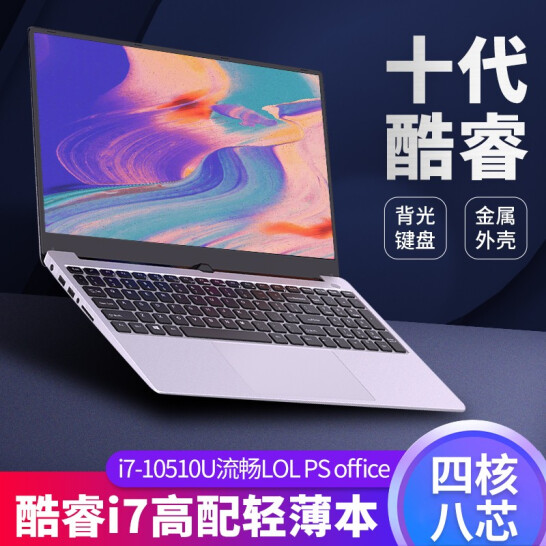 十代
酷睿
背光
键盘
金属
外壳
i7-10510U流畅LOL PS office
酷睿i7高配轻薄本
四核
八芯